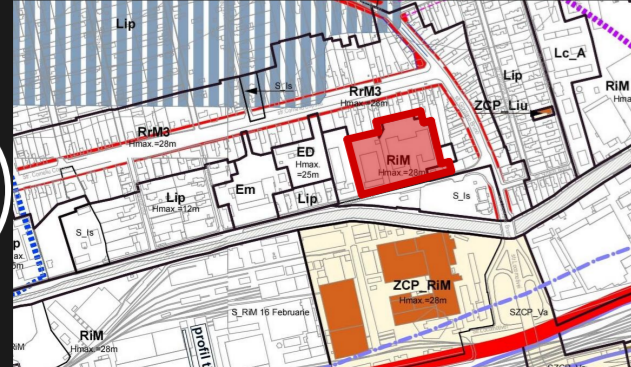 Lip
Lc_A
S_Is
Lip
RrM3
Hmax.=28m
ZCP_Liu
RiM
RrM3
Hmax.=28m
ED
Hmax.
=25m
RiM
Hmax.=28m
Em
Lip
Hmax.=12m
Lip
S_Is
S_Is
ZCP_RiM
Hmax.=28m
S_RiM 16 Februarie
SZCP_Va
RiM
Hmax.=28m
profil t